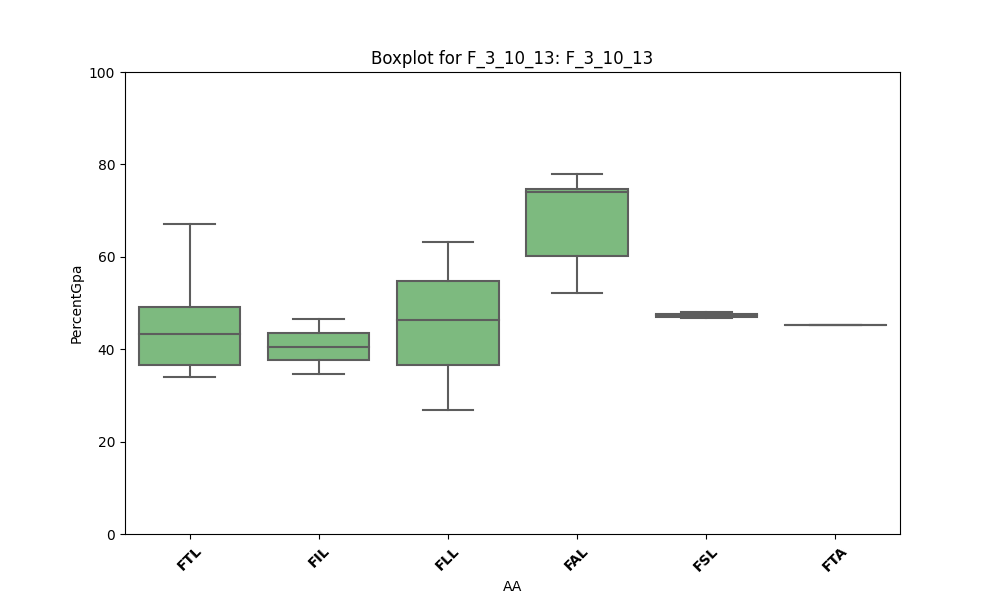 Boxplot for F_3_10_13: F_3_10_13
100
80
60
40
20
0
PercentGpa
FTL
FIL
FLL
FAL
FSL
FTA
AA